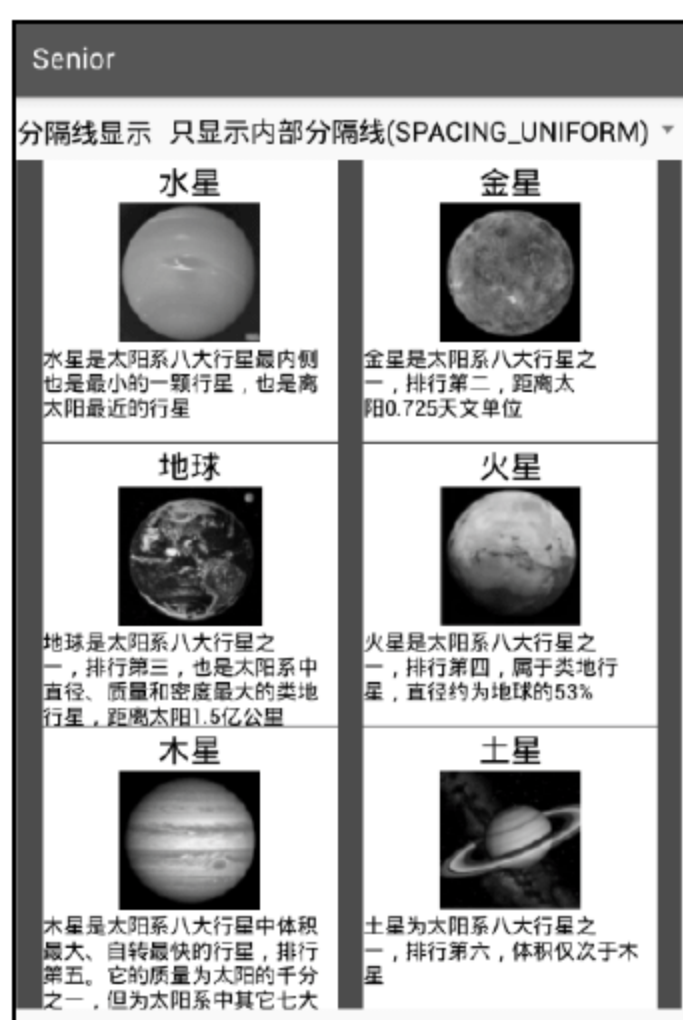 Senior
分隔线显示 只显示内部分隔线(SPACING_UNIFORM)
水星
水星是太阳系八大行星最内侧
也是最小的一颗行星，也是离
太阳最近的行星
金星
金星是太阳系八大行星之
一，排行第二，距离太
阳0.725天文单位
地球
地球是太阳系八大行星之
一，排行第三，也是太阳系中
直径、质量和密度最大的类地
行星，距离太阳1.5亿公里
火星
火星是太阳系八大行星之
一，排行第四，属于类地行
星，直径约为地球的53%
木星
木星是太阳系八大行星中体积
最大、自转最快的行星，排行
第五。它的质量为太阳的千分
之一，但为太阳系中其它七大
土星
土星为太阳系八大行星之
一，排行第六，体积仅次于木
星